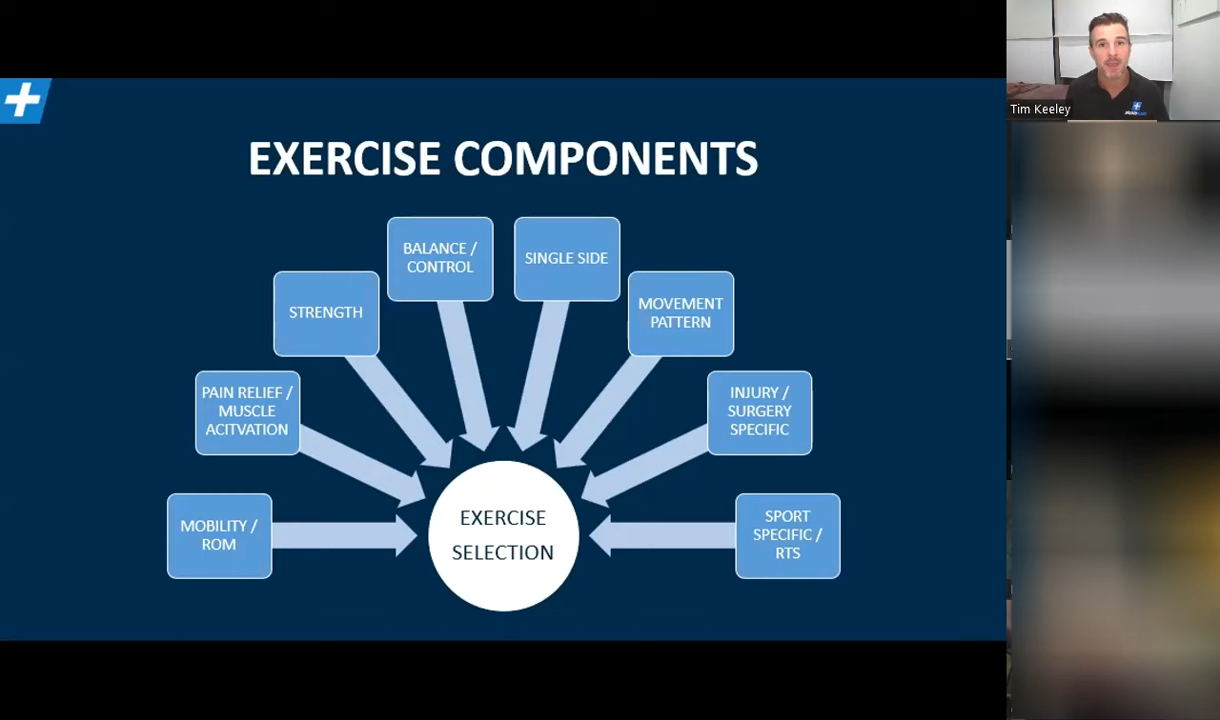 EXERCISE COMPONENTS
BALANCE /
CONTROL
SINGLE SIDE
STRENGTH
MOVEMENT
PATTERN
PAIN RELIEF /
MUSCLE
ACITVATION
INJURY /
SURGERY
SPECIFIC
MOBILITY /
ROM
EXERCISE
SELECTION
SPORT
SPECIFIC /
RTS
Tim Keeley